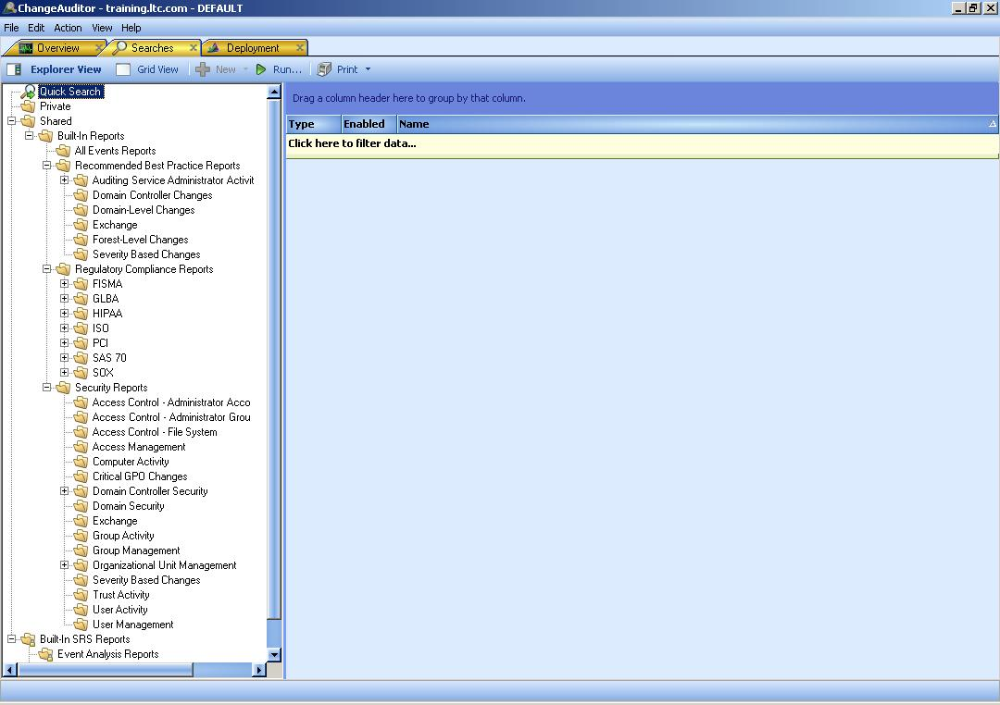 ChangeAuditor - training.ltc.com - DEFAULT
File Edit Action View Help
Overview Searches Deployment
Explorer View Grid View New Run... Print
Quick Search
Private
Shared
Built-In Reports
All Events Reports
Recommended Best Practice Reports
Auditing Service Administrator Activit
Domain Controller Changes
Domain-Level Changes
Exchange
Forest-Level Changes
Severity Based Changes
Regulatory Compliance Reports
FISMA
GLBA
HIPAA
ISO
PCI
SAS 70
SOX
Security Reports
Access Control - Administrator Acco
Access Control - Administrator Grou
Access Control - File System
Access Management
Computer Activity
Critical GPO Changes
Domain Controller Security
Domain Security
Exchange
Group Activity
Group Management
Organizational Unit Management
Severity Based Changes
Trust Activity
User Activity
User Management
Built-In SRS Reports
Event Analysis Reports
Drag a column header here to group by that column.
Type Enabled Name
Click here to filter data...